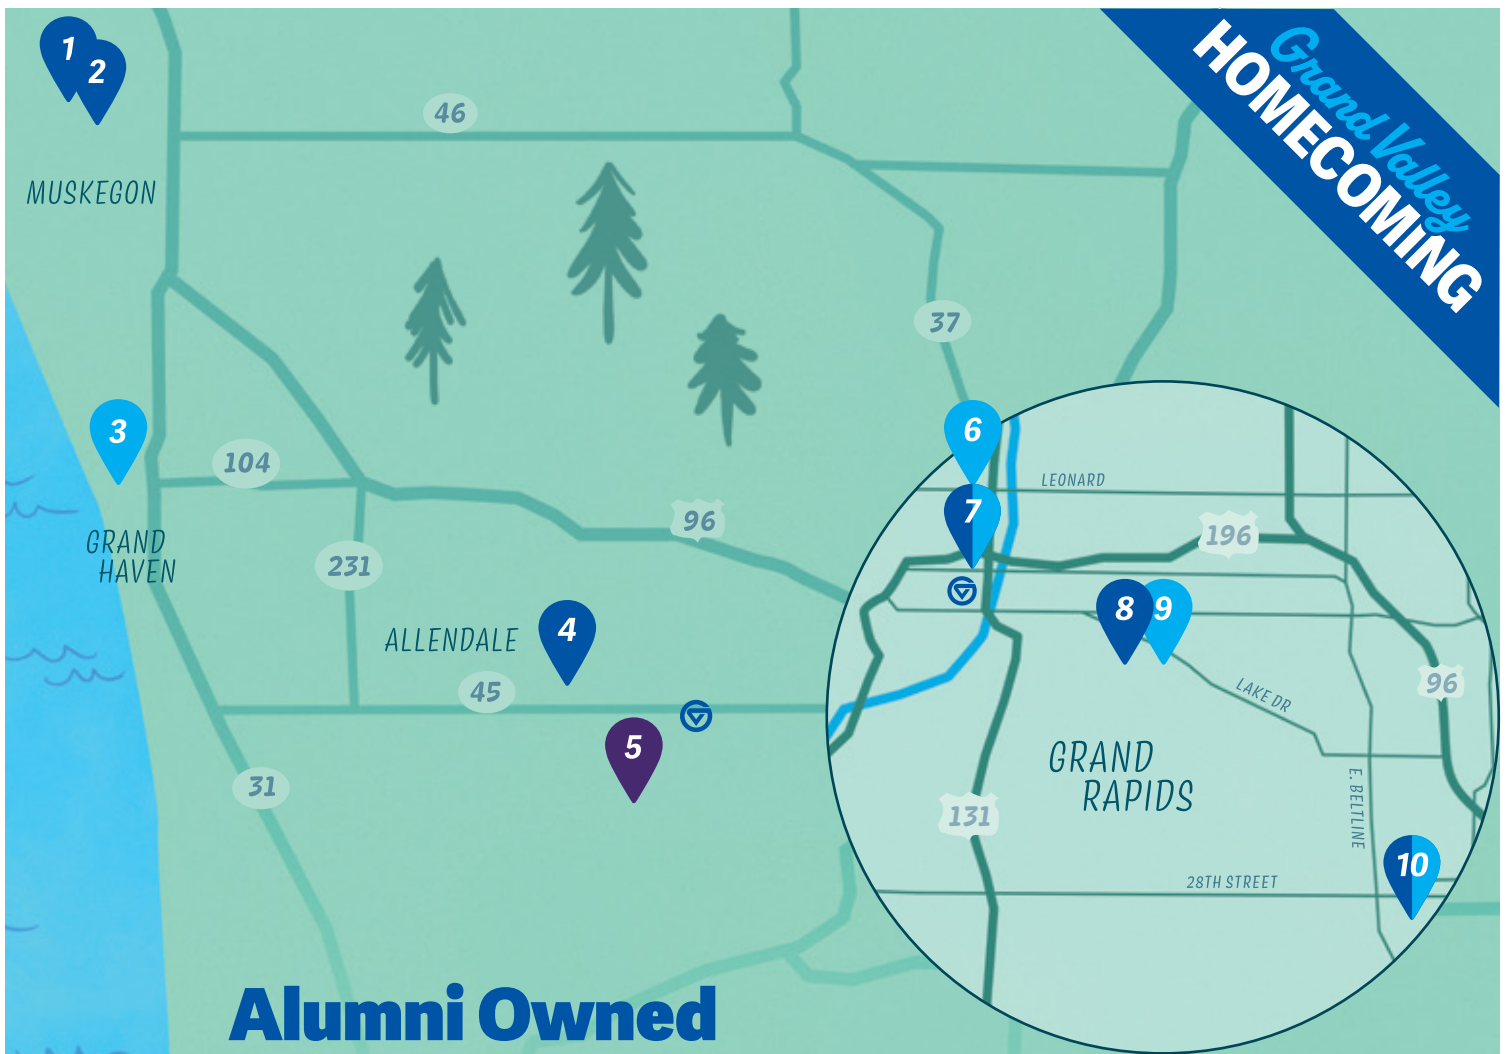 1
2
Grand Valley
HOMECOMING
46
MUSKEGON
37
3
104
6
LEONARD
7
96
196
GRAND
HAVEN
231
4
8
9
ALLENDALE
45
96
LAKE DR
5
GRAND
RAPIDS
31
131
E. BELTLINE
10
28TH STREET
Alumni Owned